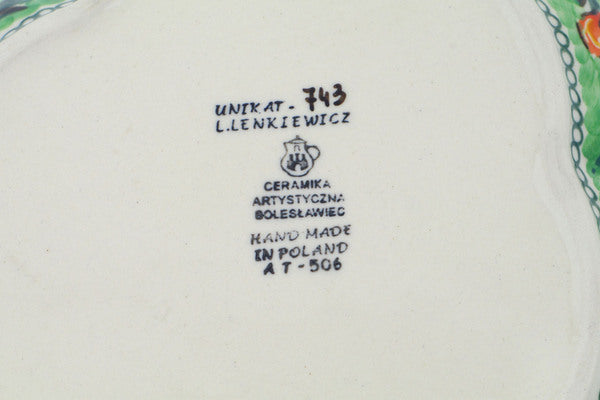 UNIKAT - 743
L.LENKIEWICZ
CERAMIKA
ARTYSTYCZNA
BOLESŁAWIEC
HAND MADE
IN POLAND
A T - 506